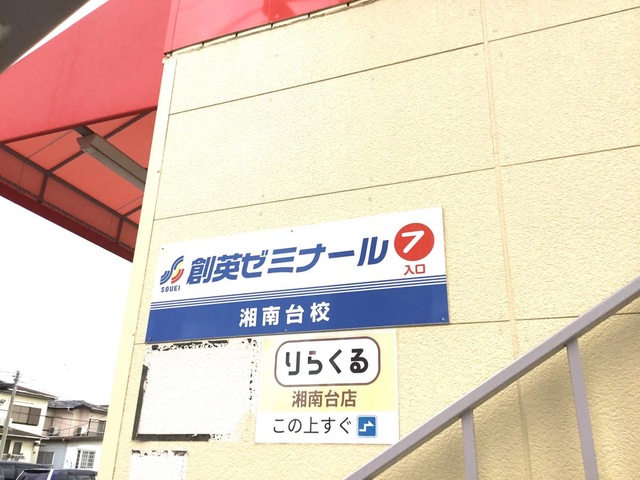 創英ゼミナール
SOUEI
7
入口
湘南台校
りらくる
湘南台店
この上すぐ